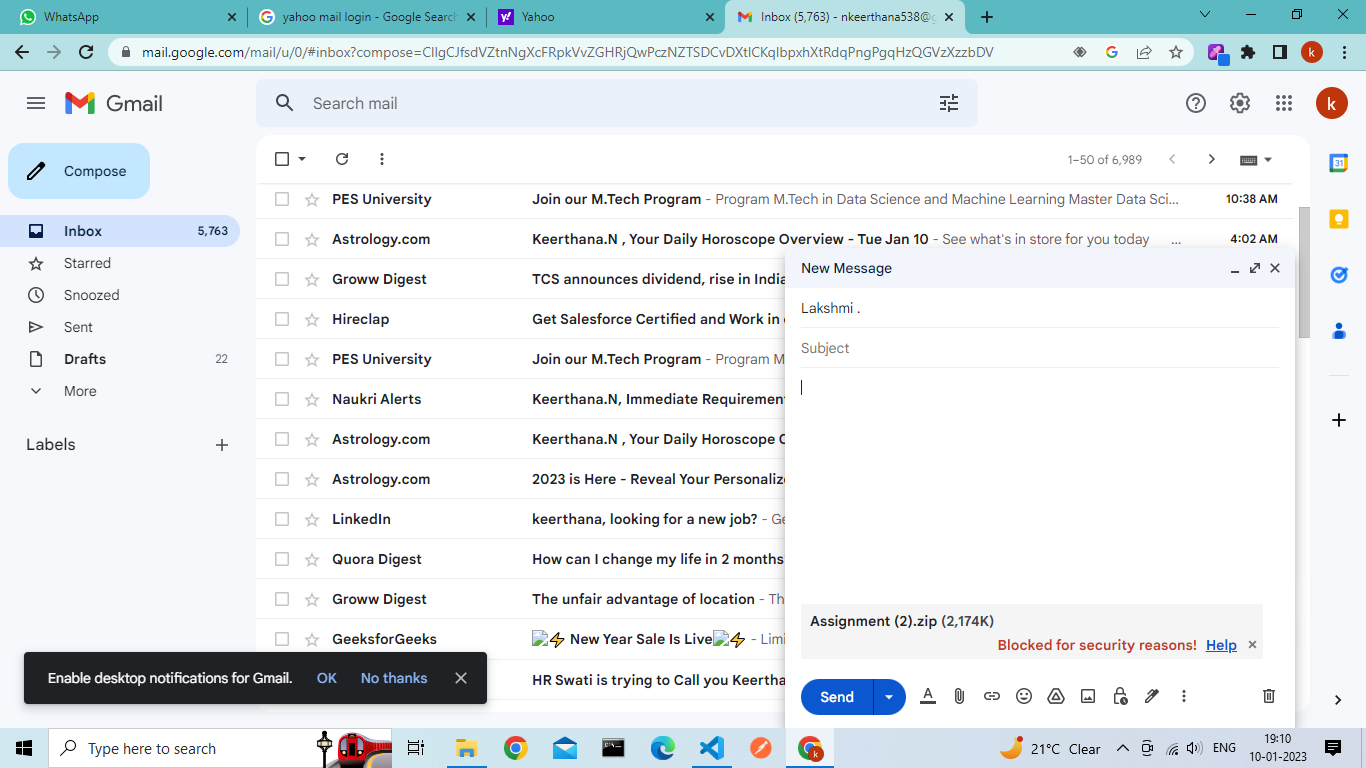 WhatsApp
yahoo mail login - Google Search
Yahoo
Inbox (5,763) - nkeerthana538@g
mail.google.com/mail/u/0/#inbox?compose=CllgCJfsdVZtnNgXcFRpkVvZGHRjQwPczNZTSDCvDXtlCKqlbpxhXtRdqPngPgqHzQGVzXzzbDV
k
Gmail
Search mail
k
Compose
1–50 of 6,989
Inbox 5,763
Starred
Snoozed
Sent
Drafts 22
More
Labels
PES University Join our M.Tech Program - Program M.Tech in Data Science and Machine Learning Master Data Sci... 10:38 AM
Astrology.com Keerthana.N , Your Daily Horoscope Overview - Tue Jan 10 - See what's in store for you today ... 4:02 AM
Groww Digest TCS announces dividend, rise in India
Hireclap Get Salesforce Certified and Work in
PES University Join our M.Tech Program - Program M
Naukri Alerts Keerthana.N, Immediate Requirement
Astrology.com Keerthana.N , Your Daily Horoscope
Astrology.com 2023 is Here - Reveal Your Personalize
LinkedIn keerthana, looking for a new job? - Ge
Quora Digest How can I change my life in 2 months
Groww Digest The unfair advantage of location - Th
GeeksforGeeks ⚡ New Year Sale Is Live ⚡ - Limi
HR Swati is trying to Call you Keertha
New Message
Lakshmi .
Subject
Assignment (2).zip (2,174K)
Blocked for security reasons! Help
Send
Enable desktop notifications for Gmail. OK No thanks
31
Type here to search
21°C Clear
ENG
19:10
10-01-2023